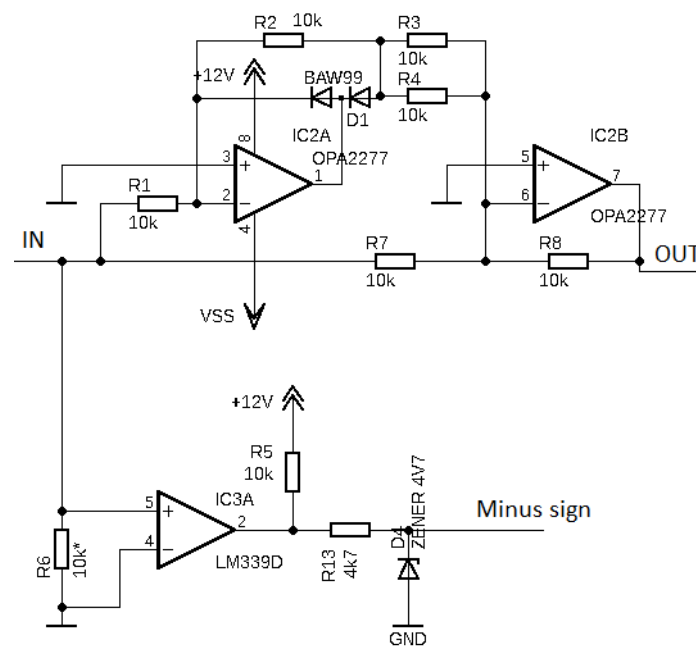 R2 10k
R3
10k
+12V
BAW99
R4
10k
D1
8
IC2A
OPA2277
3
1
2
4
R1
10k
IC2B
5
7
6
OPA2277
IN
R7
10k
R8
10k
OUT
VSS
+12V
R5
10k
IC3A
5
2
4
LM339D
R6
10k*
R13
4k7
D4
ZENER 4V7
Minus sign
GND